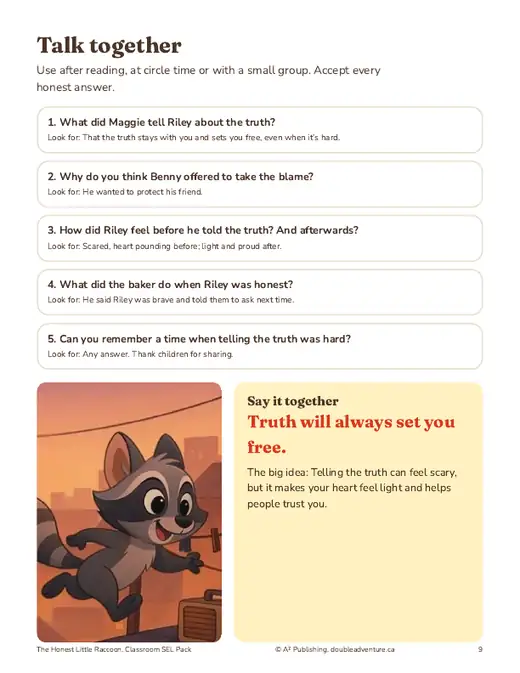 Talk together
Use after reading, at circle time or with a small group. Accept every
honest answer.
1. What did Maggie tell Riley about the truth?
Look for: That the truth stays with you and sets you free, even when it's hard.
2. Why do you think Benny offered to take the blame?
Look for: He wanted to protect his friend.
3. How did Riley feel before he told the truth? And afterwards?
Look for: Scared, heart pounding before; light and proud after.
4. What did the baker do when Riley was honest?
Look for: He said Riley was brave and told them to ask next time.
5. Can you remember a time when telling the truth was hard?
Look for: Any answer. Thank children for sharing.
Say it together
Truth will always set you
free.
The big idea: Telling the truth can feel scary,
but it makes your heart feel light and helps
people trust you.
The Honest Little Raccoon. Classroom SEL Pack
© A² Publishing, doubleadventure.ca
9